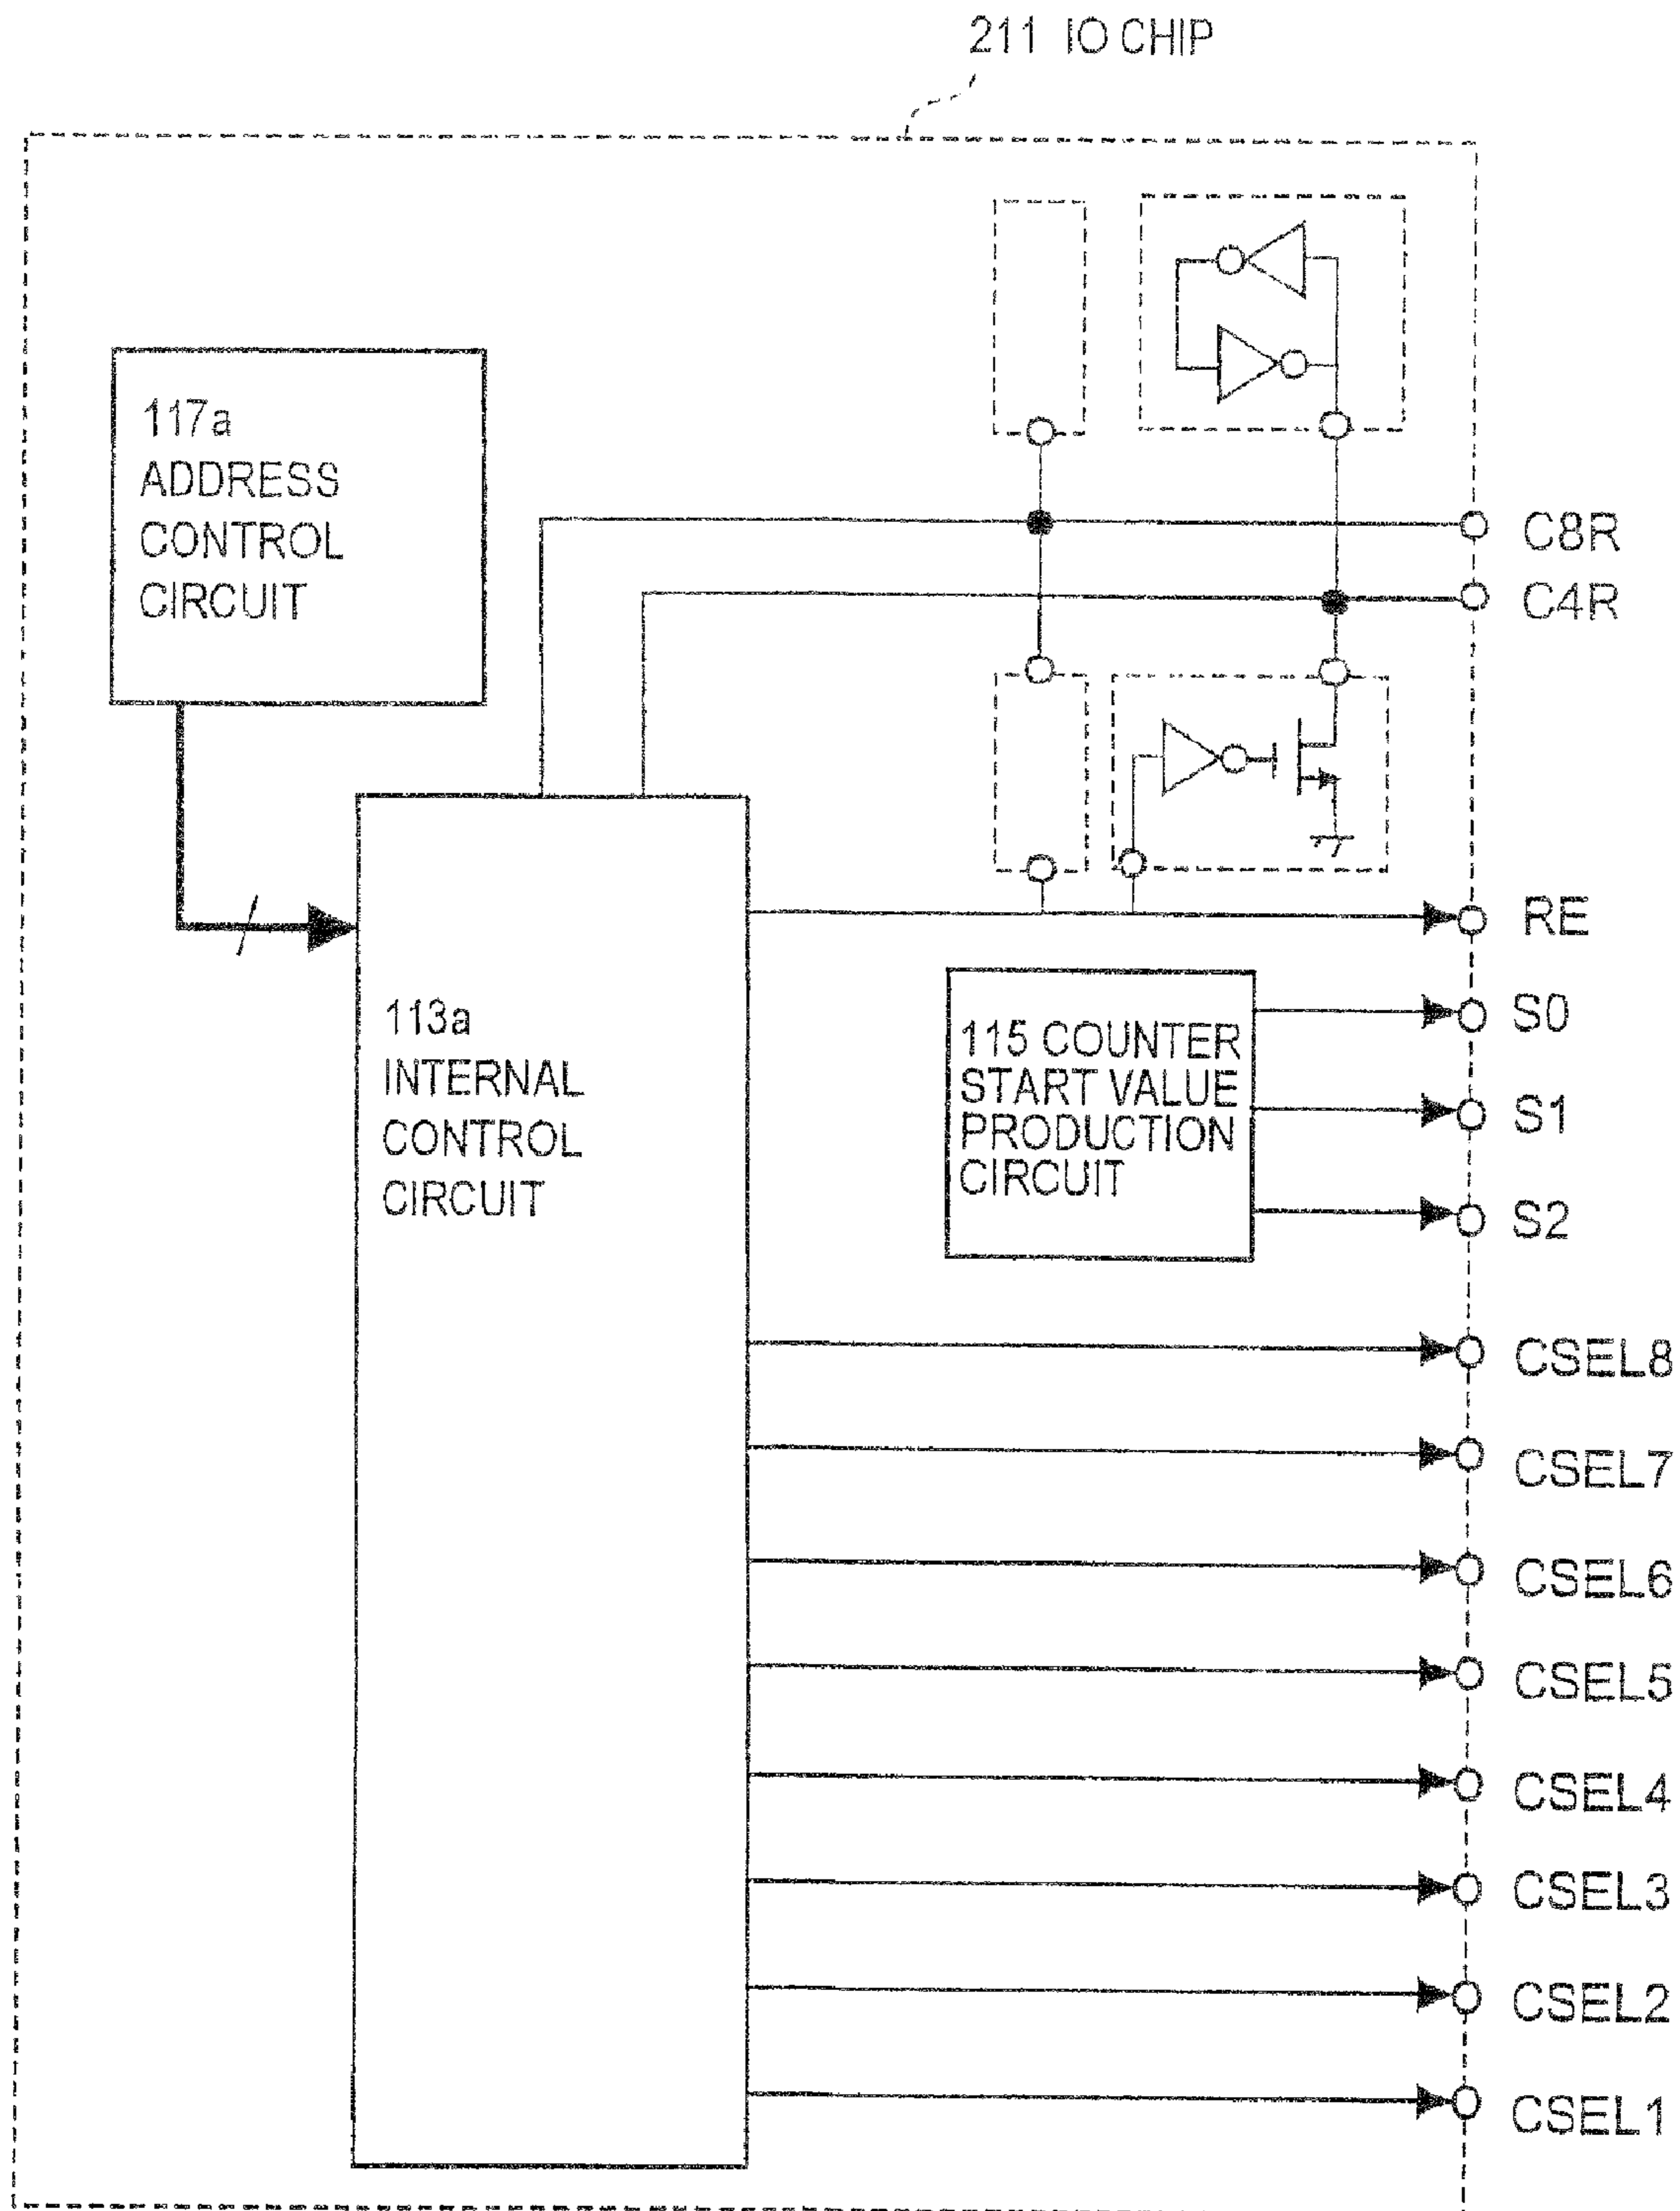 211 IO CHIP
117a
ADDRESS
CONTROL
CIRCUIT
C8R
C4R
RE
113a
INTERNAL
CONTROL
CIRCUIT
115 COUNTER
START VALUE
PRODUCTION
CIRCUIT
S0
S1
S2
CSEL8
CSEL7
CSEL6
CSEL5
CSEL4
CSEL3
CSEL2
CSEL1